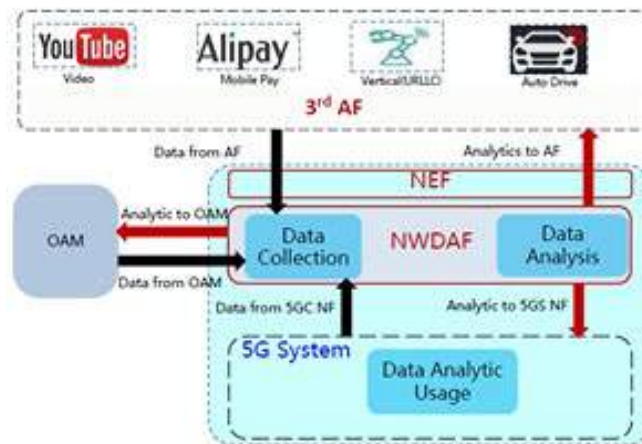 YouTube
Video
Alipay
Mobile Pay
Vertical(URLLC)
Auto Drive
3rd AF
Data from AF
Analytics to AF
NEF
OAM
Analytic to OAM
Data from OAM
Data
Collection
NWDAF
Data
Analysis
Data from 5GC NF
Analytic to 5GS NF
5G System
Data Analytic
Usage